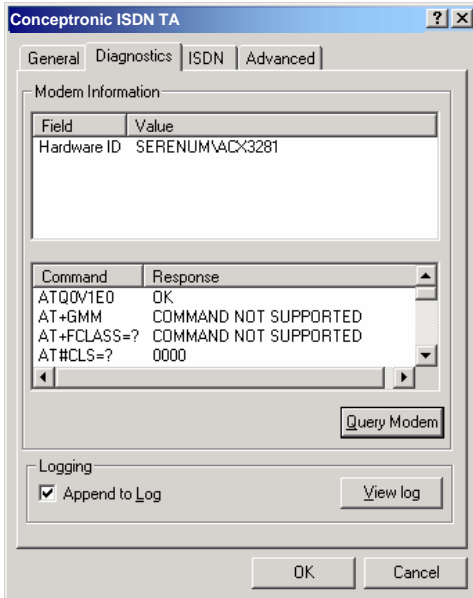 Conceptronic ISDN TA
General Diagnostics ISDN Advanced
Modem Information
Field Value
Hardware ID SERENUM\ACX3281
Command Response
ATQ0V1E0 OK
AT+GMM COMMAND NOT SUPPORTED
AT+FCLASS=? COMMAND NOT SUPPORTED
AT#CLS=? 0000
Query Modem
Logging
Append to Log View log
OK Cancel